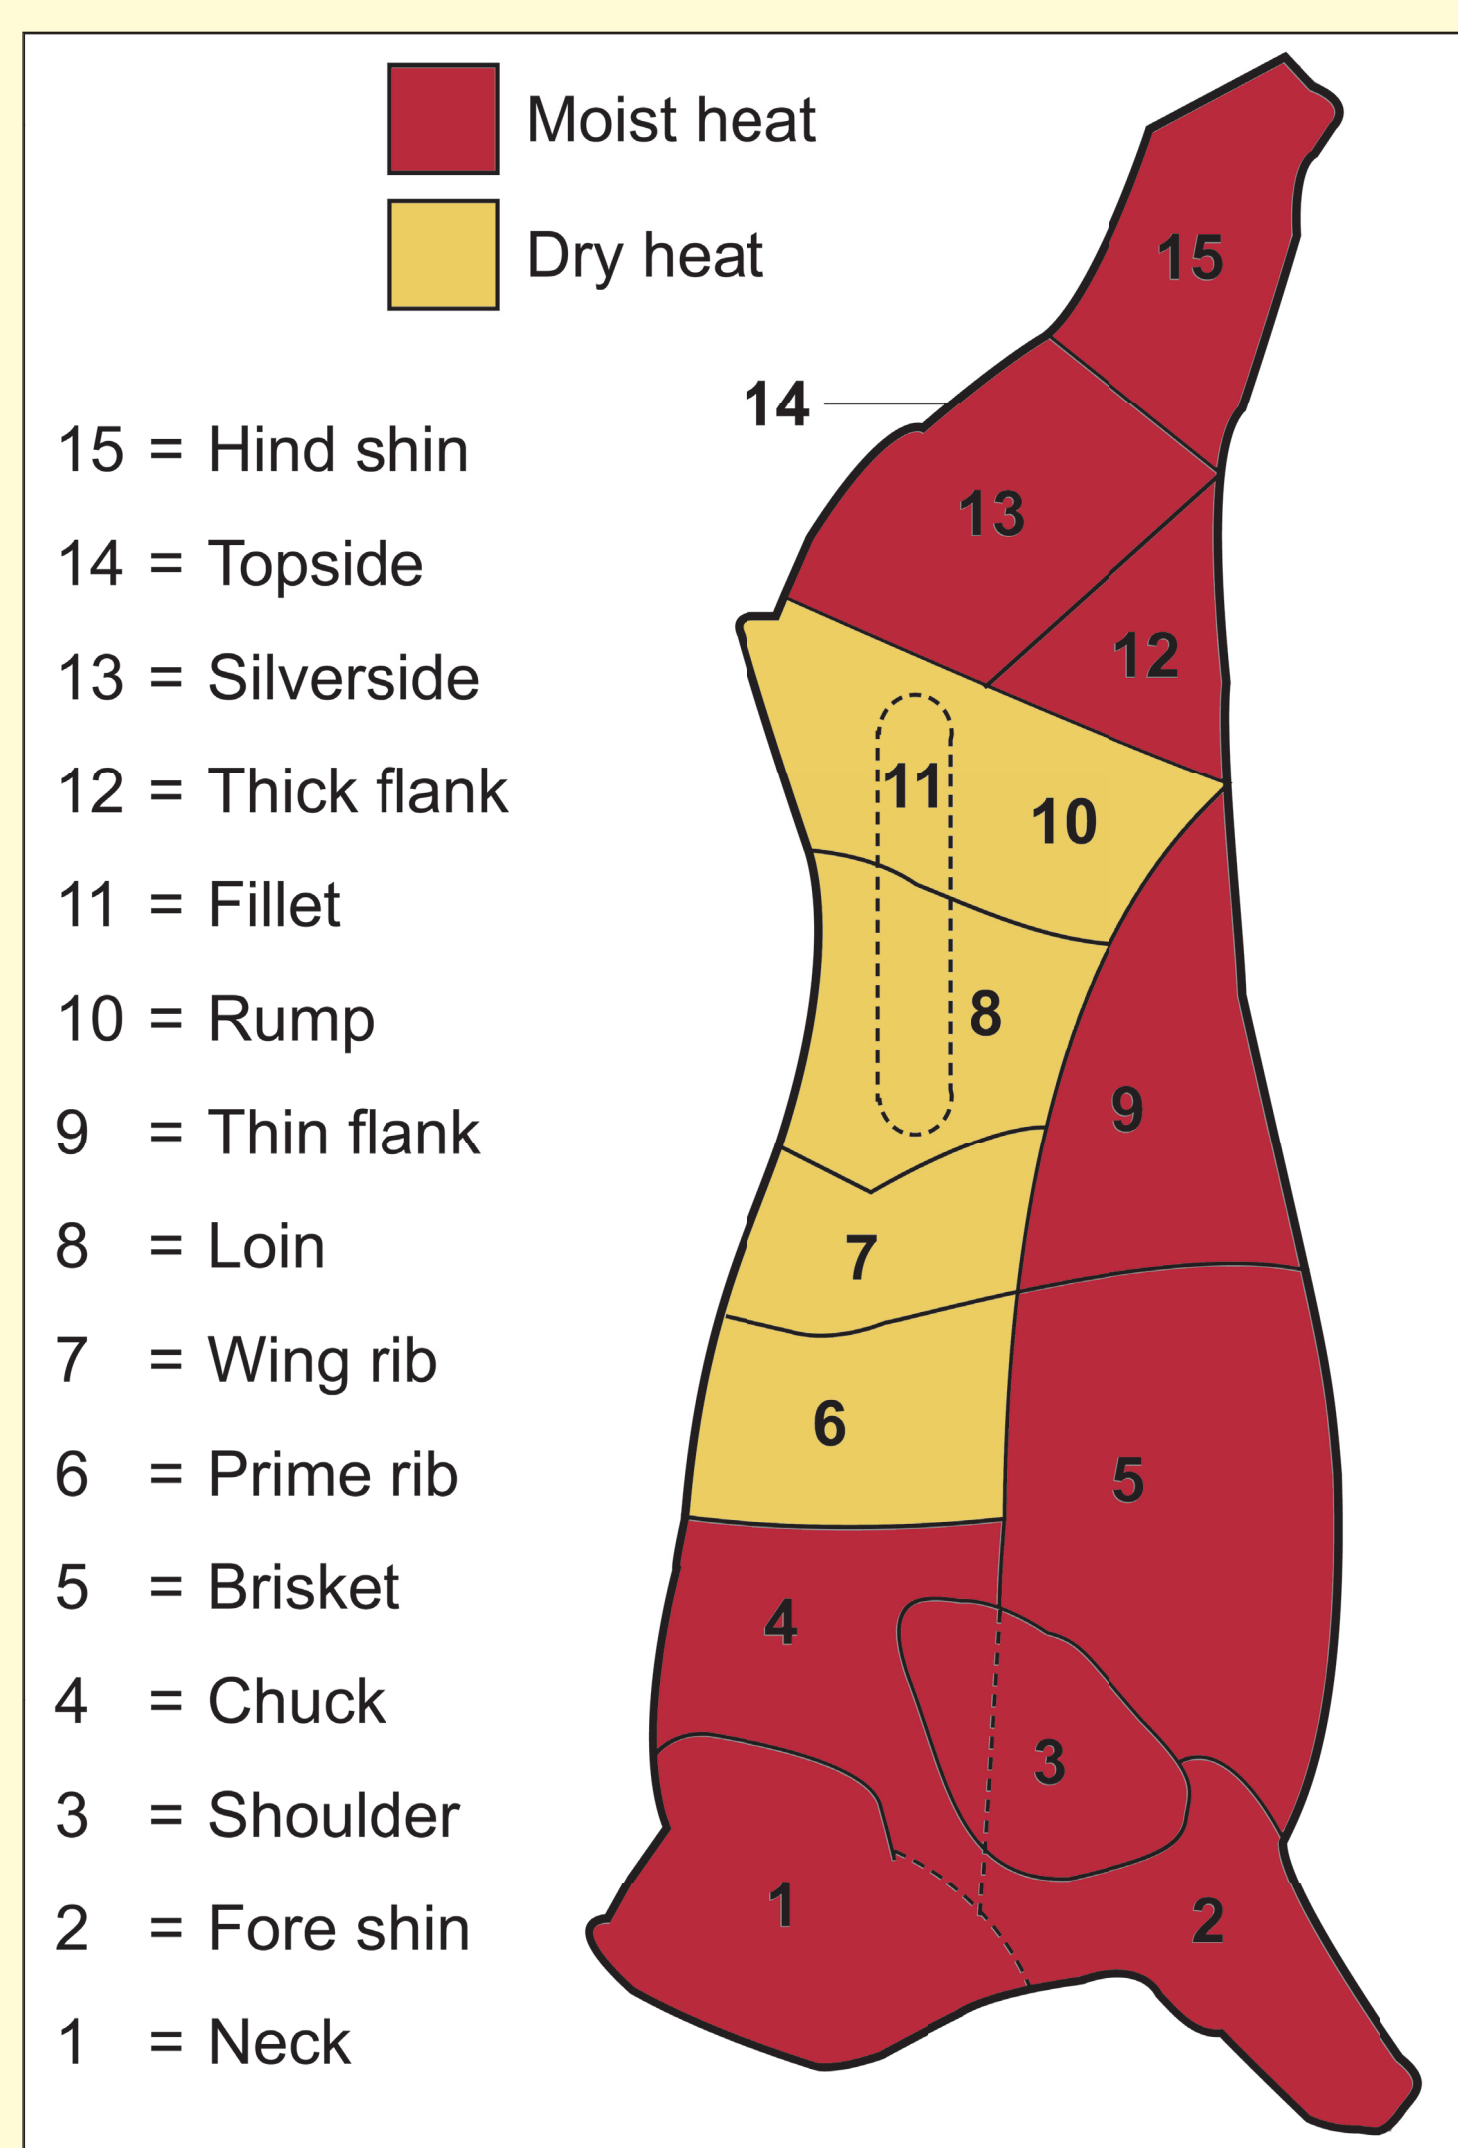 Moist heat
Dry heat
15 = Hind shin
14 = Topside
13 = Silverside
12 = Thick flank
11 = Fillet
10 = Rump
9 = Thin flank
8 = Loin
7 = Wing rib
6 = Prime rib
5 = Brisket
4 = Chuck
3 = Shoulder
2 = Fore shin
1 = Neck
15
14
13
12
11
10
8
9
7
6
5
4
3
1
2